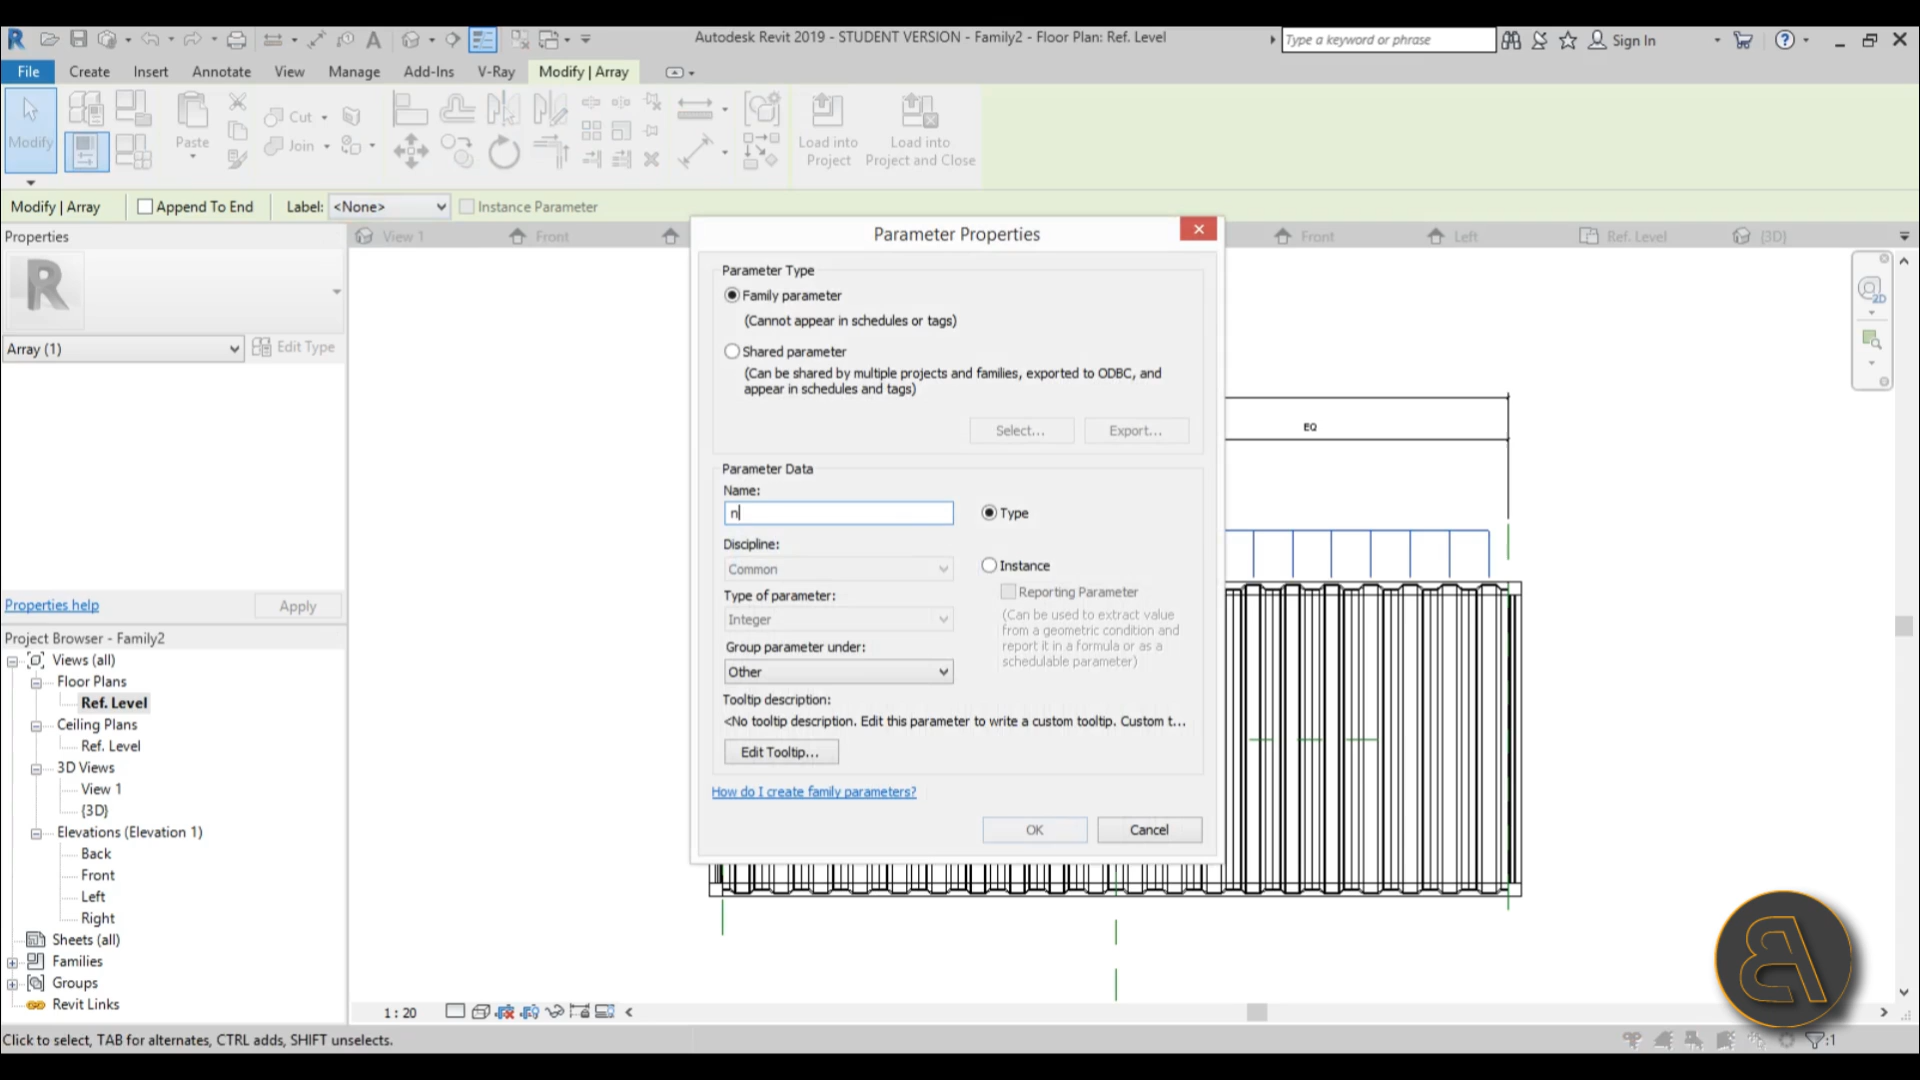 Autodesk Revit 2019 - STUDENT VERSION - Family2 - Floor Plan: Ref. Level
Type a keyword or phrase
Sign In
File
Create
Insert
Annotate
View
Manage
Add-Ins
V-Ray
Modify | Array
Modify
Paste
Cut
Join
Load into
Project
Load into
Project and Close
Modify | Array
Append To End
Label:
<None>
Instance Parameter
Properties
View 1
Front
Front
Left
Ref. Level
{3D}
Array (1)
Edit Type
Properties help
Apply
Project Browser - Family2
Views (all)
Floor Plans
Ref. Level
Ceiling Plans
Ref. Level
3D Views
View 1
{3D}
Elevations (Elevation 1)
Back
Front
Left
Right
Sheets (all)
Families
Groups
Revit Links
Parameter Properties
Parameter Type
Family parameter
(Cannot appear in schedules or tags)
Shared parameter
(Can be shared by multiple projects and families, exported to ODBC, and
appear in schedules and tags)
Select...
Export...
Parameter Data
Name:
n
Type
Discipline:
Common
Instance
Reporting Parameter
(Can be used to extract value
from a geometric condition and
report it in a formula or as a
schedulable parameter)
Type of parameter:
Integer
Group parameter under:
Other
Tooltip description:
<No tooltip description. Edit this parameter to write a custom tooltip. Custom t...
Edit Tooltip...
How do I create family parameters?
OK
Cancel
EQ
2D
1 : 20
Click to select, TAB for alternates, CTRL adds, SHIFT unselects.
:1